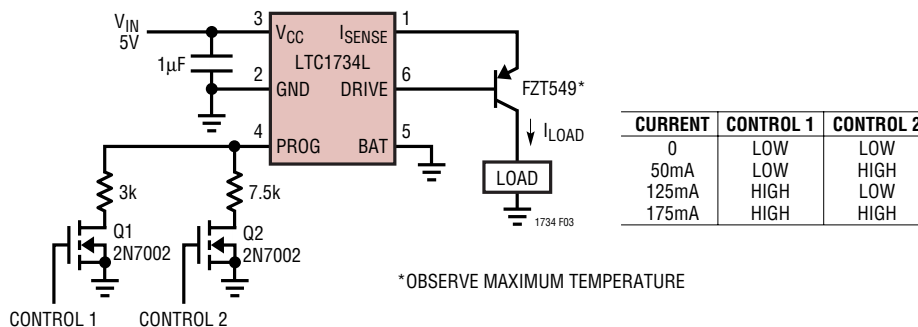 VIN
5V
1µF
3
VCC
ISENSE
1
LTC1734L
2
GND
DRIVE
6
FZT549*
4
PROG
BAT
5
ILOAD
LOAD
1734 F03
3k
7.5k
Q1
2N7002
Q2
2N7002
CONTROL 1
CONTROL 2
*OBSERVE MAXIMUM TEMPERATURE
CURRENT CONTROL 1 CONTROL 2
0 LOW LOW
50mA LOW HIGH
125mA HIGH LOW
175mA HIGH HIGH